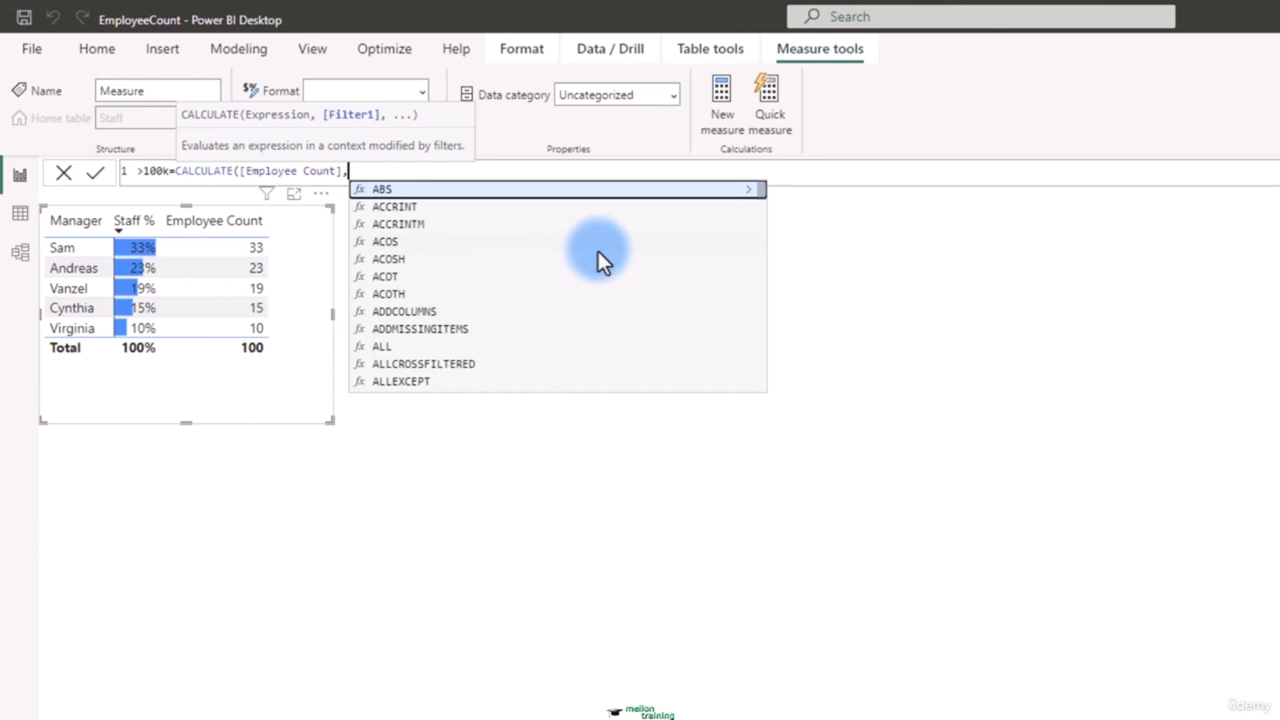 EmployeeCount - Power BI Desktop
Search
File Home Insert Modeling View Optimize Help Format Data / Drill Table tools Measure tools
Name Measure
Format
Home table Staff
Structure
CALCULATE(Expression, [Filter1], ...)
Evaluates an expression in a context modified by filters.
Data category Uncategorized
Properties
New measure
Quick measure
Calculations
1 >100k=CALCULATE([Employee Count],
Manager Staff % Employee Count
Sam 33% 33
Andreas 23% 23
Vanzel 19% 19
Cynthia 15% 15
Virginia 10% 10
Total 100% 100
ABS
ACCRINT
ACCRINTM
ACOS
ACOSH
ACOT
ACOTH
ADDCOLUMNS
ADDMISSINGITEMS
ALL
ALLCROSSFILTERED
ALLEXCEPT
mellon
training
ûdemy